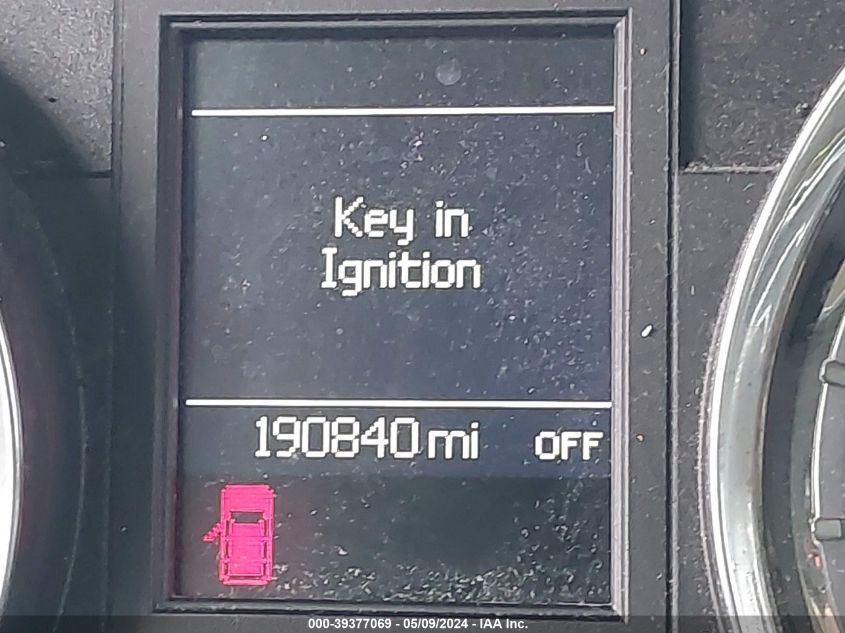 Key in
Ignition
190840 mi OFF
000-39377069 - 05/09/2024 - IAA Inc.